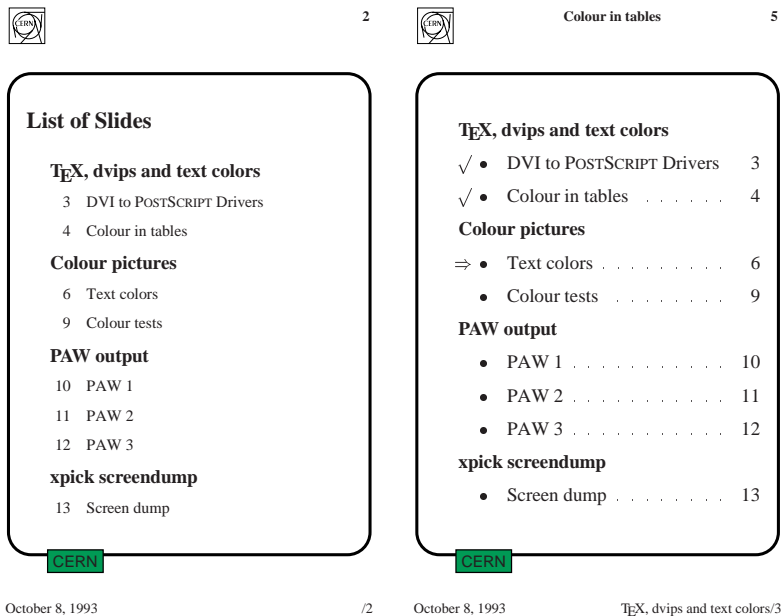 CERN
2
List of Slides
TEX, dvips and text colors
3 DVI to POSTSCRIPT Drivers
4 Colour in tables
Colour pictures
6 Text colors
9 Colour tests
PAW output
10 PAW 1
11 PAW 2
12 PAW 3
xpick screendump
13 Screen dump
CERN
October 8, 1993 /2
CERN
Colour in tables 5
TEX, dvips and text colors
√ • DVI to POSTSCRIPT Drivers 3
√ • Colour in tables . . . . . . 4
Colour pictures
⇒ • Text colors . . . . . . . . . 6
• Colour tests . . . . . . . . 9
PAW output
• PAW 1 . . . . . . . . . . . 10
• PAW 2 . . . . . . . . . . . 11
• PAW 3 . . . . . . . . . . . 12
xpick screendump
• Screen dump . . . . . . . . 13
CERN
October 8, 1993 TEX, dvips and text colors/3